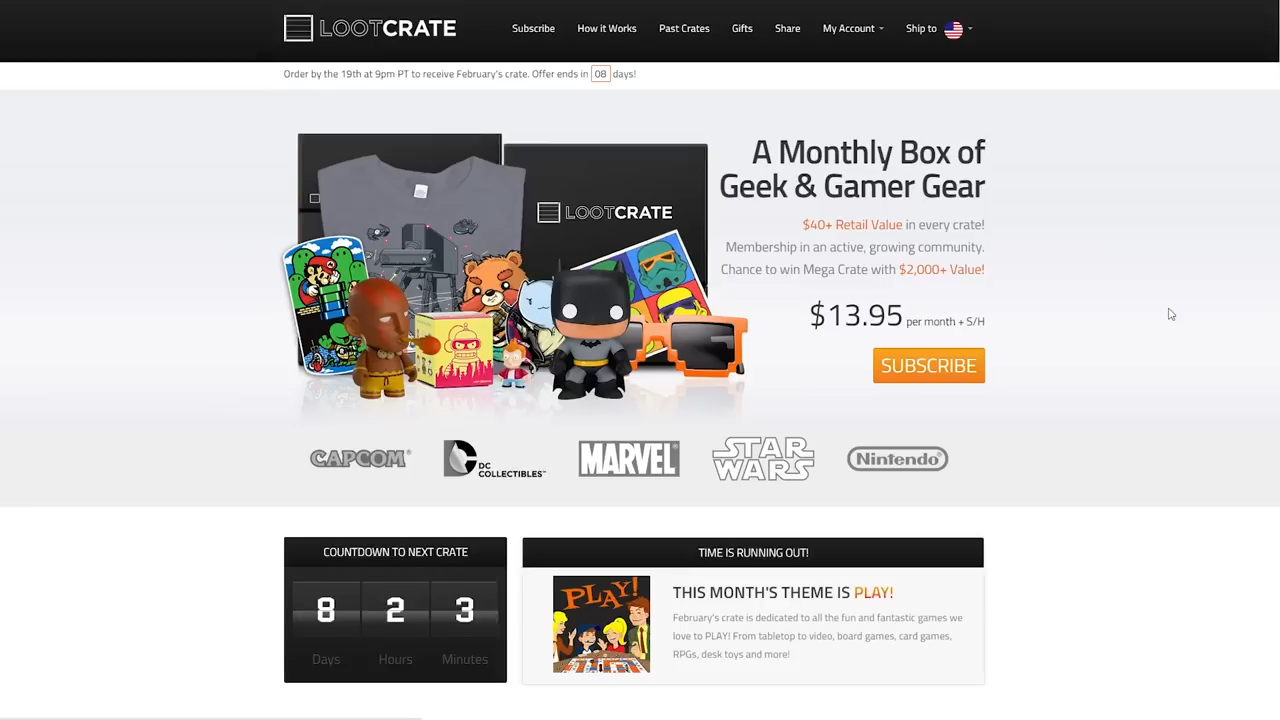 LOOTCRATE
Subscribe
How it Works
Past Crates
Gifts
Share
My Account
Ship to
Order by the 19th at 9pm PT to receive February's crate. Offer ends in 08 days!
LOOTCRATE
A Monthly Box of
Geek & Gamer Gear
$40+ Retail Value in every crate!
Membership in an active, growing community.
Chance to win Mega Crate with $2,000+ Value!
$13.95 per month + S/H
SUBSCRIBE
CAPCOM®
DC COLLECTIBLES™
MARVEL
STAR WARS
Nintendo®
COUNTDOWN TO NEXT CRATE
8 2 3
Days Hours Minutes
TIME IS RUNNING OUT!
PLAY!
THIS MONTH'S THEME IS PLAY!
February's crate is dedicated to all the fun and fantastic games we
love to PLAY! From tabletop to video, board games, card games,
RPGs, desk toys and more!